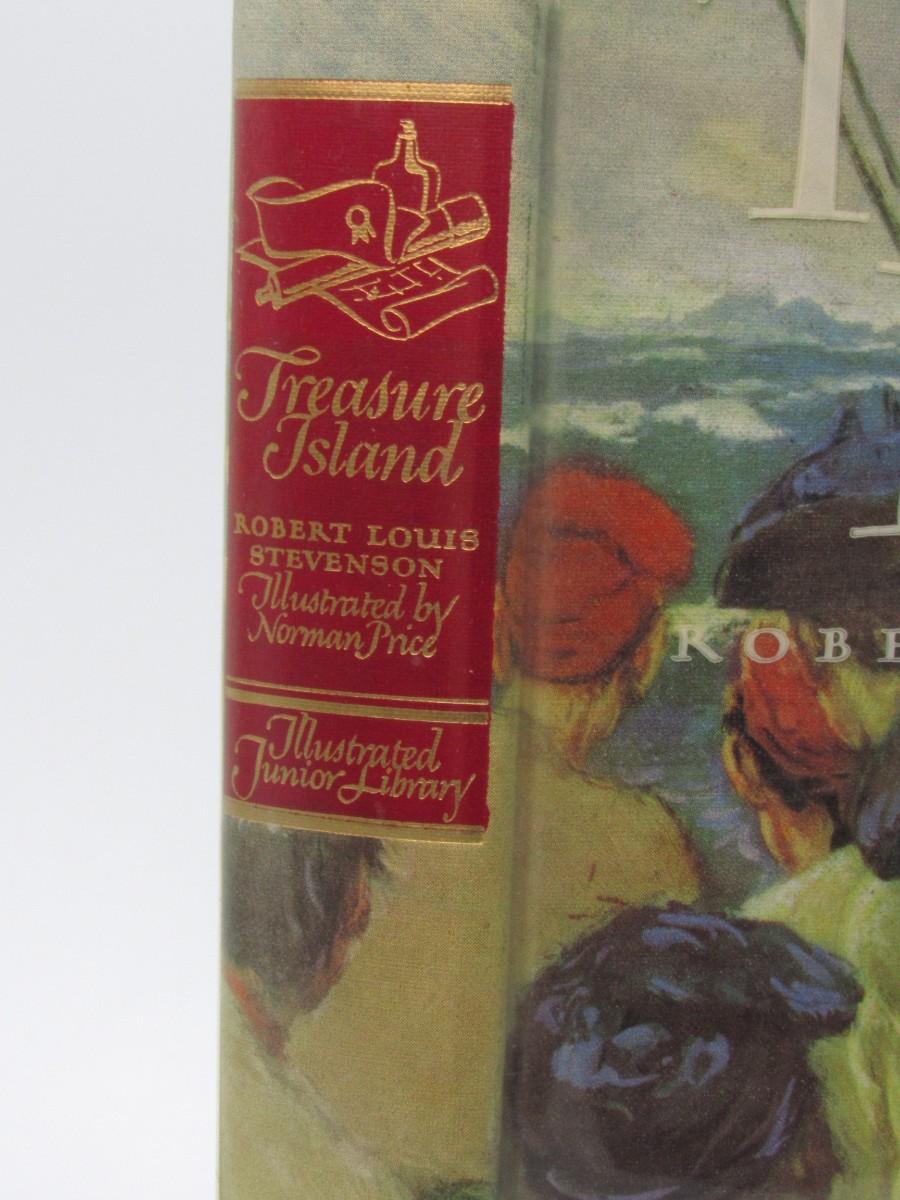 Treasure
Island
ROBERT LOUIS
STEVENSON
Illustrated by
Norman Price
Illustrated
Junior Library
ROBE